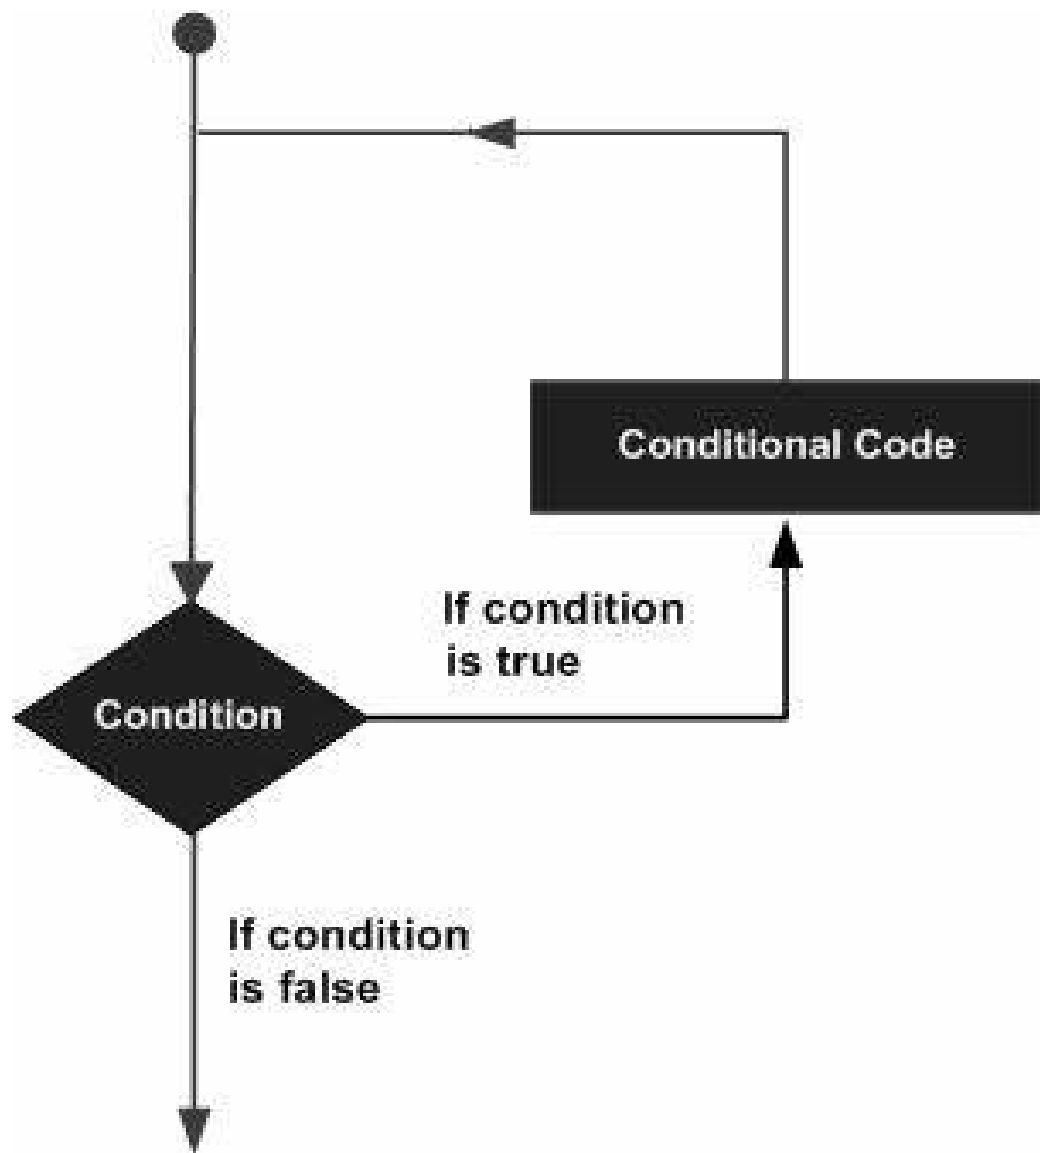 Conditional Code
If condition
is true
Condition
If condition
is false